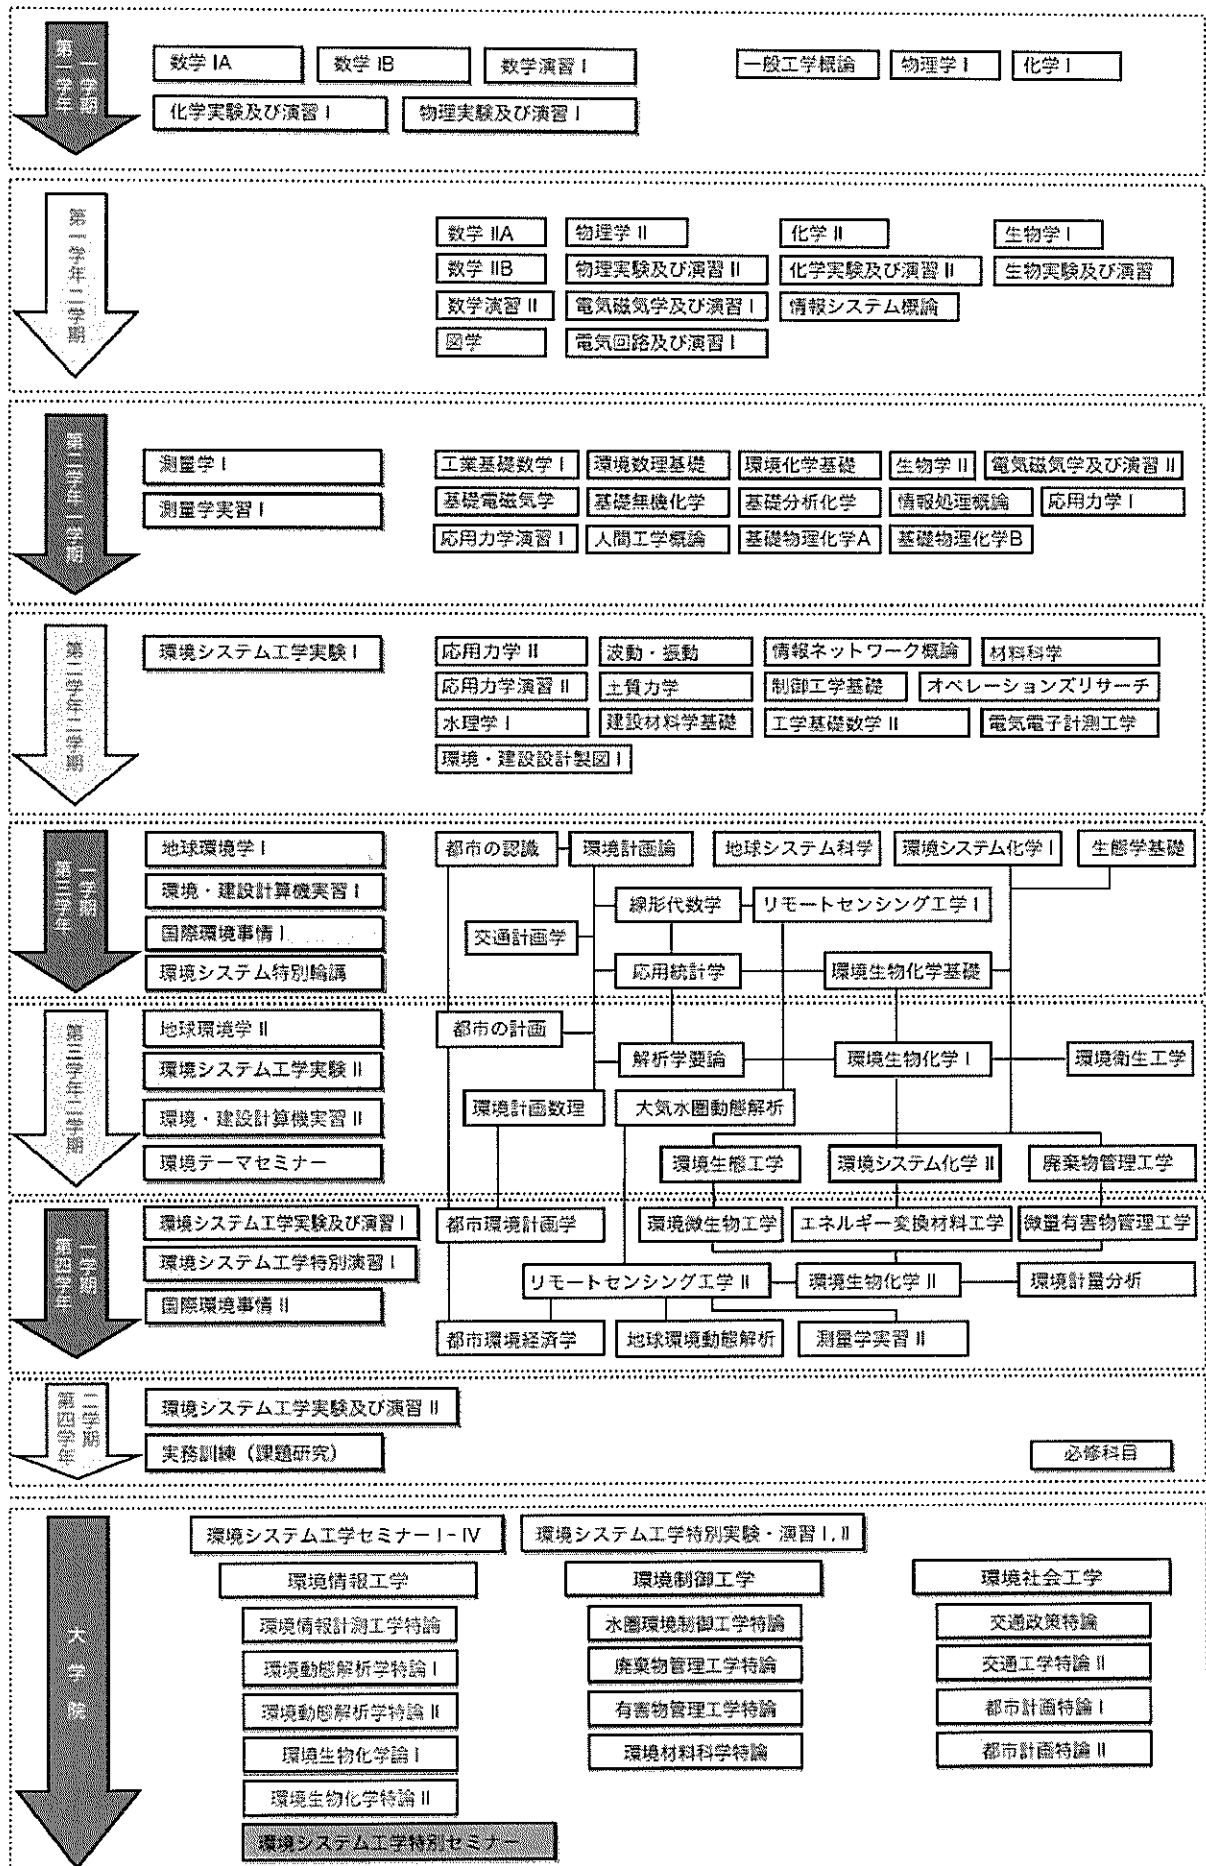 第一学年 一学期
数学 IA 数学 IB 数学演習 I 一般工学概論 物理学 I 化学 I
化学実験及び演習 I 物理実験及び演習 I
第一学年二学期
数学 IIA 物理学 II 化学 II 生物学 I
数学 IIB 物理実験及び演習 II 化学実験及び演習 II 生物実験及び演習
数学演習 II 電気磁気学及び演習 I 情報システム概論
図学 電気回路及び演習 I
第二学年一学期
測量学 I 工業基礎数学 I 環境数理基礎 環境化学基礎 生物学 II 電気磁気学及び演習 II
測量学実習 I 基礎電磁気学 基礎無機化学 基礎分析化学 情報処理概論 応用力学 I
応用力学演習 I 人間工学概論 基礎物理化学A 基礎物理化学B
第二学年二学期
環境システム工学実験 I 応用力学 II 波動・振動 情報ネットワーク概論 材料科学
応用力学演習 II 土質力学 制御工学基礎 オペレーションズリサーチ
水理学 I 建設材料学基礎 工学基礎数学 II 電気電子計測工学
環境・建設設計製図 I
第三学年 一学期
地球環境学 I 都市の認識 環境計画論 地球システム科学 環境システム化学 I 生態学基礎
環境・建設計算機実習 I 線形代数学 リモートセンシング工学 I
国際環境事情 I 交通計画学
環境システム特別輪講 応用統計学 環境生物化学基礎
第三学年二学期
地球環境学 II 都市の計画
環境システム工学実験 II 解析学要論 環境生物化学 I 環境衛生工学
環境・建設計算機実習 II 環境計画数理 大気水圏動態解析
環境テーマセミナー 環境生態工学 環境システム化学 II 廃棄物管理工学
第四学年 一学期
環境システム工学実験及び演習 I 都市環境計画学 環境微生物工学 エネルギー変換材料工学 微量有害物管理工学
環境システム工学特別演習 I リモートセンシング工学 II 環境生物化学 II 環境計量分析
国際環境事情 II
都市環境経済学 地球環境動態解析 測量学実習 II
第四学年 二学期
環境システム工学実験及び演習 II
実務訓練（課題研究） 必修科目
大学院
環境システム工学セミナー I - IV 環境システム工学特別実験・演習 I, II
環境情報工学 環境制御工学 環境社会工学
環境情報計測工学特論 水圏環境制御工学特論 交通政策特論
環境動態解析学特論 I 廃棄物管理工学特論 交通工学特論 II
環境動態解析学特論 II 有害物管理工学特論 都市計画特論 I
環境生物化学論 I 環境材料科学特論 都市計画特論 II
環境生物化学特論 II
環境システム工学特別セミナー